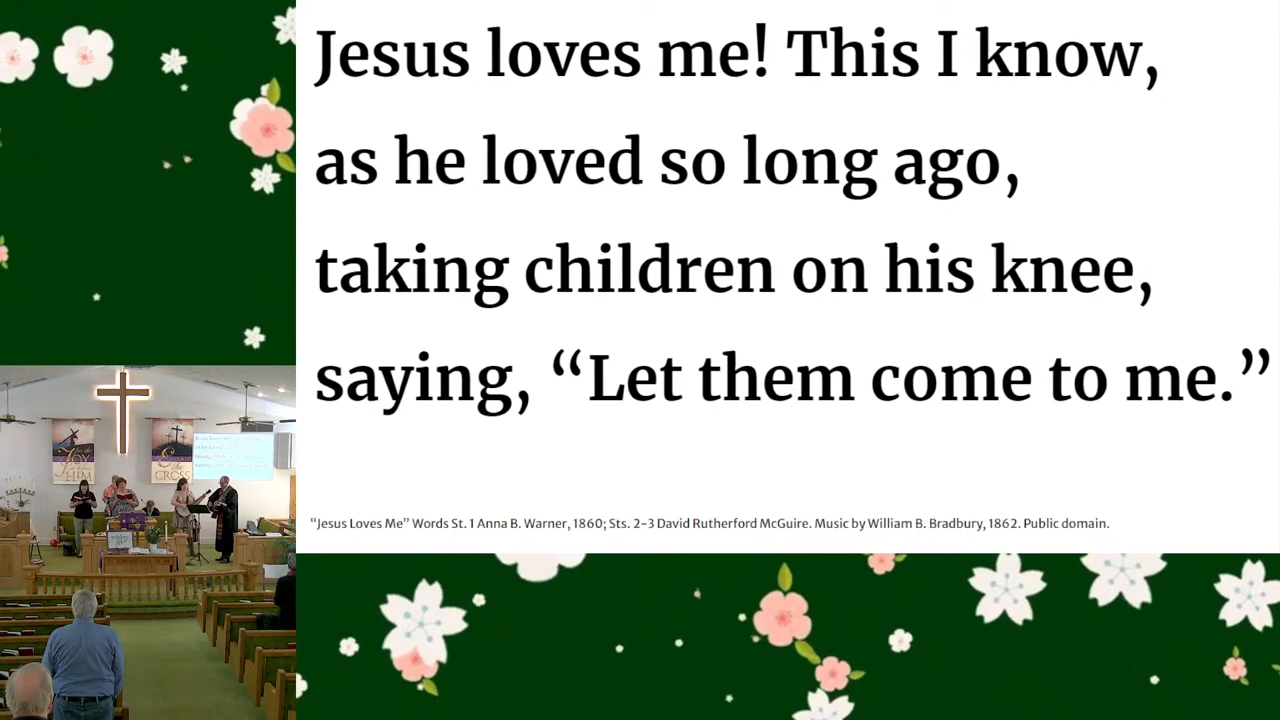 Jesus loves me! This I know,
as he loved so long ago,
taking children on his knee,
saying, “Let them come to me.”
“Jesus Loves Me” Words St. 1 Anna B. Warner, 1860; Sts. 2–3 David Rutherford McGuire. Music by William B. Bradbury, 1862. Public domain.
HIM
CROSS